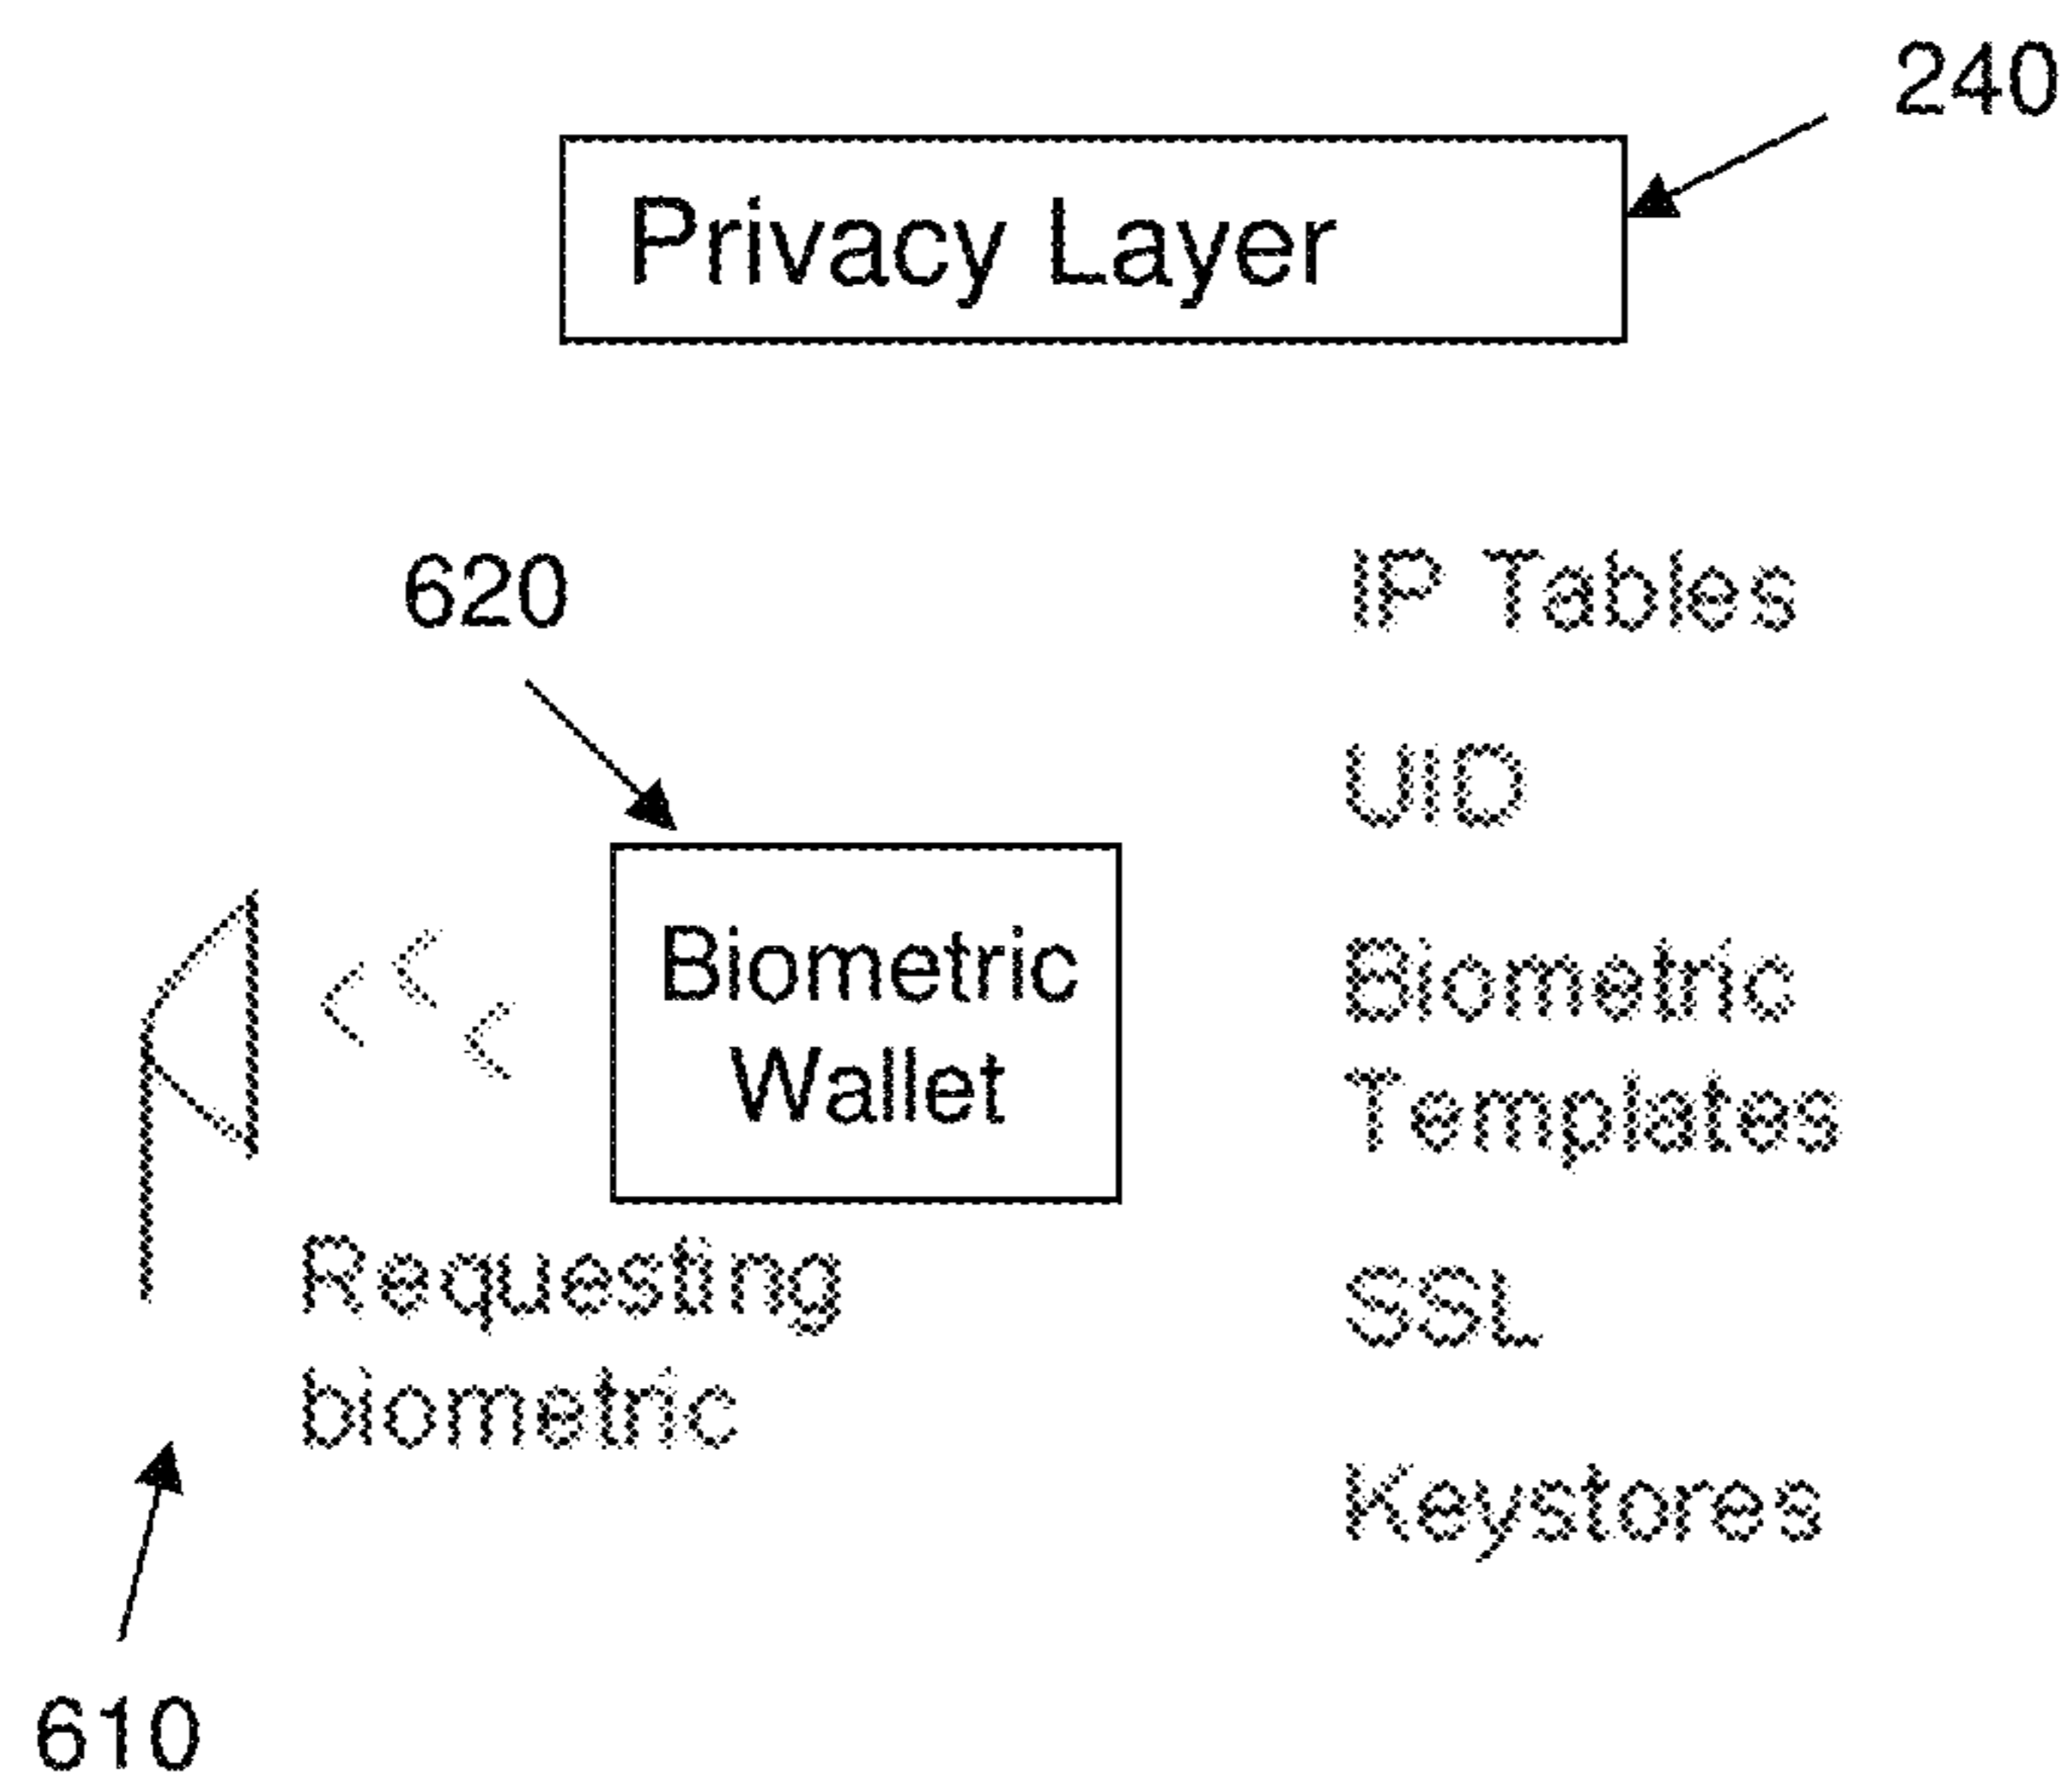 240
Privacy Layer
620
IP Tables
UID
Biometric
Wallet
Biometric
Templates
Requesting
biometric
SSL
Keystores
610